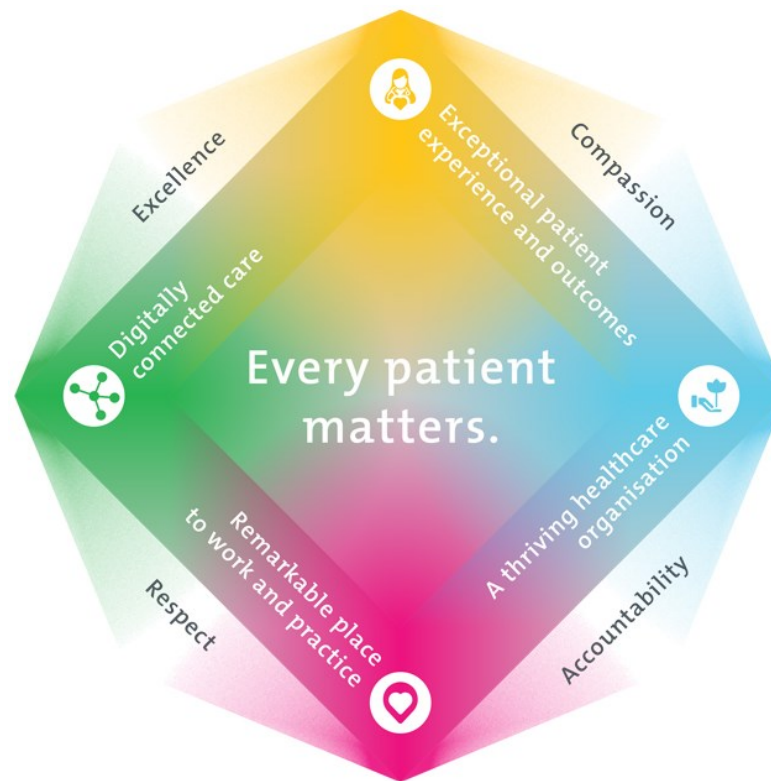 Excellence
Compassion
Exceptional patient
experience and outcomes
Digitally
connected care
Every patient
matters.
Remarkable place
to work and practice
A thriving healthcare
organisation
Respect
Accountability